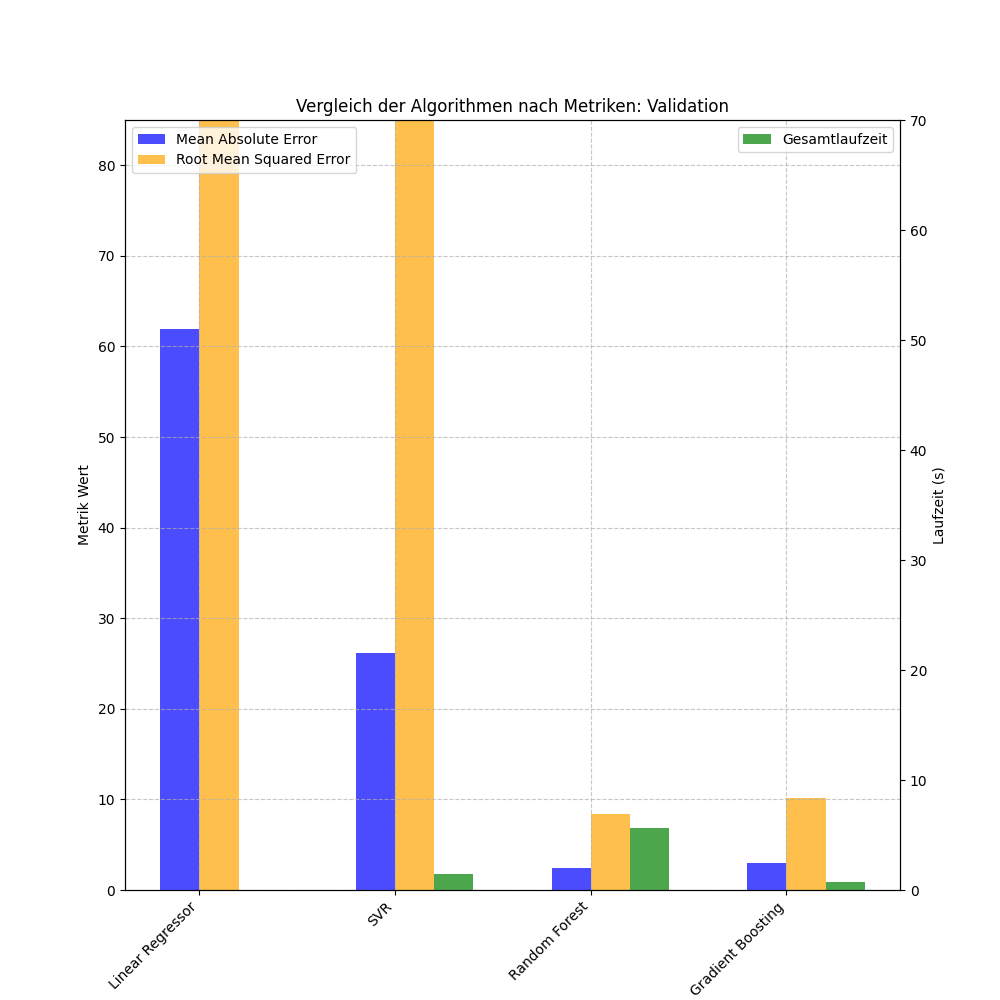 Vergleich der Algorithmen nach Metriken: Validation
Mean Absolute Error
Root Mean Squared Error
Gesamtlaufzeit
Metrik Wert
80
70
60
50
40
30
20
10
0
Laufzeit (s)
70
60
50
40
30
20
10
0
Linear Regressor
SVR
Random Forest
Gradient Boosting